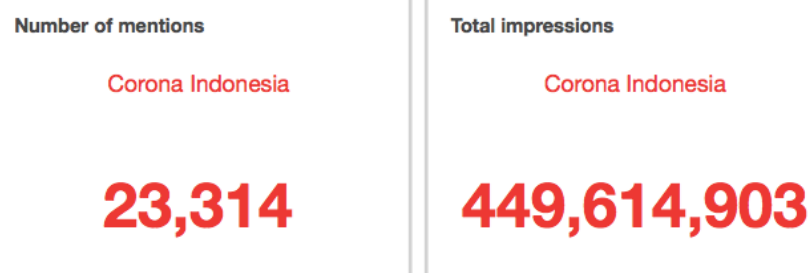 Number of mentions
Corona Indonesia
23,314
Total impressions
Corona Indonesia
449,614,903